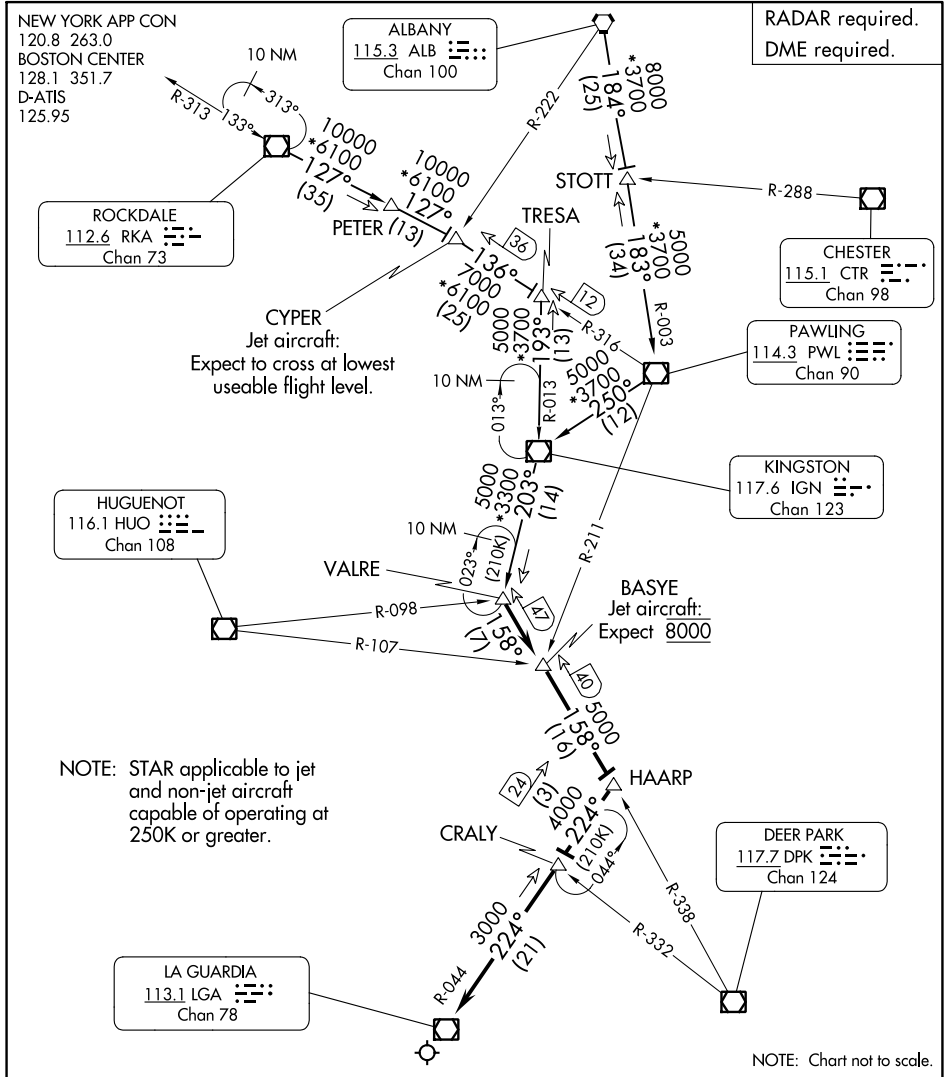 NEW YORK APP CON
120.8 263.0
BOSTON CENTER
128.1 351.7
D-ATIS
125.95
RADAR required.
DME required.
ALBANY
115.3 ALB
Chan 100
10 NM
R-313
133°
313°
R-222
8000
*3700
184°
(25)
10000
*6100
127°
(35)
10000
*6100
127°
(13)
PETER
STOTT
R-288
ROCKDALE
112.6 RKA
Chan 73
TRESA
CHESTER
115.1 CTR
Chan 98
36
136°
7000
*6100
(25)
12
5000
*3700
183°
(34)
R-003
CYPER
Jet aircraft:
Expect to cross at lowest
useable flight level.
5000
*3700
193°
(13)
R-316
PAWLING
114.3 PWL
Chan 90
10 NM
013°
R-013
5000
*3700
250°
(12)
KINGSTON
117.6 IGN
Chan 123
HUGUENOT
116.1 HUO
Chan 108
5000
*3300
203°
(14)
10 NM
023°
(210K)
R-211
VALRE
47
BASYE
Jet aircraft:
Expect 8000
R-098
R-107
158°
(7)
40
5000
158°
(16)
NOTE: STAR applicable to jet
and non-jet aircraft
capable of operating at
250K or greater.
HAARP
24
(3)
4000
224°
(210K)
044°
CRALY
DEER PARK
117.7 DPK
Chan 124
R-338
R-332
3000
224°
(21)
R-044
LA GUARDIA
113.1 LGA
Chan 78
NOTE: Chart not to scale.